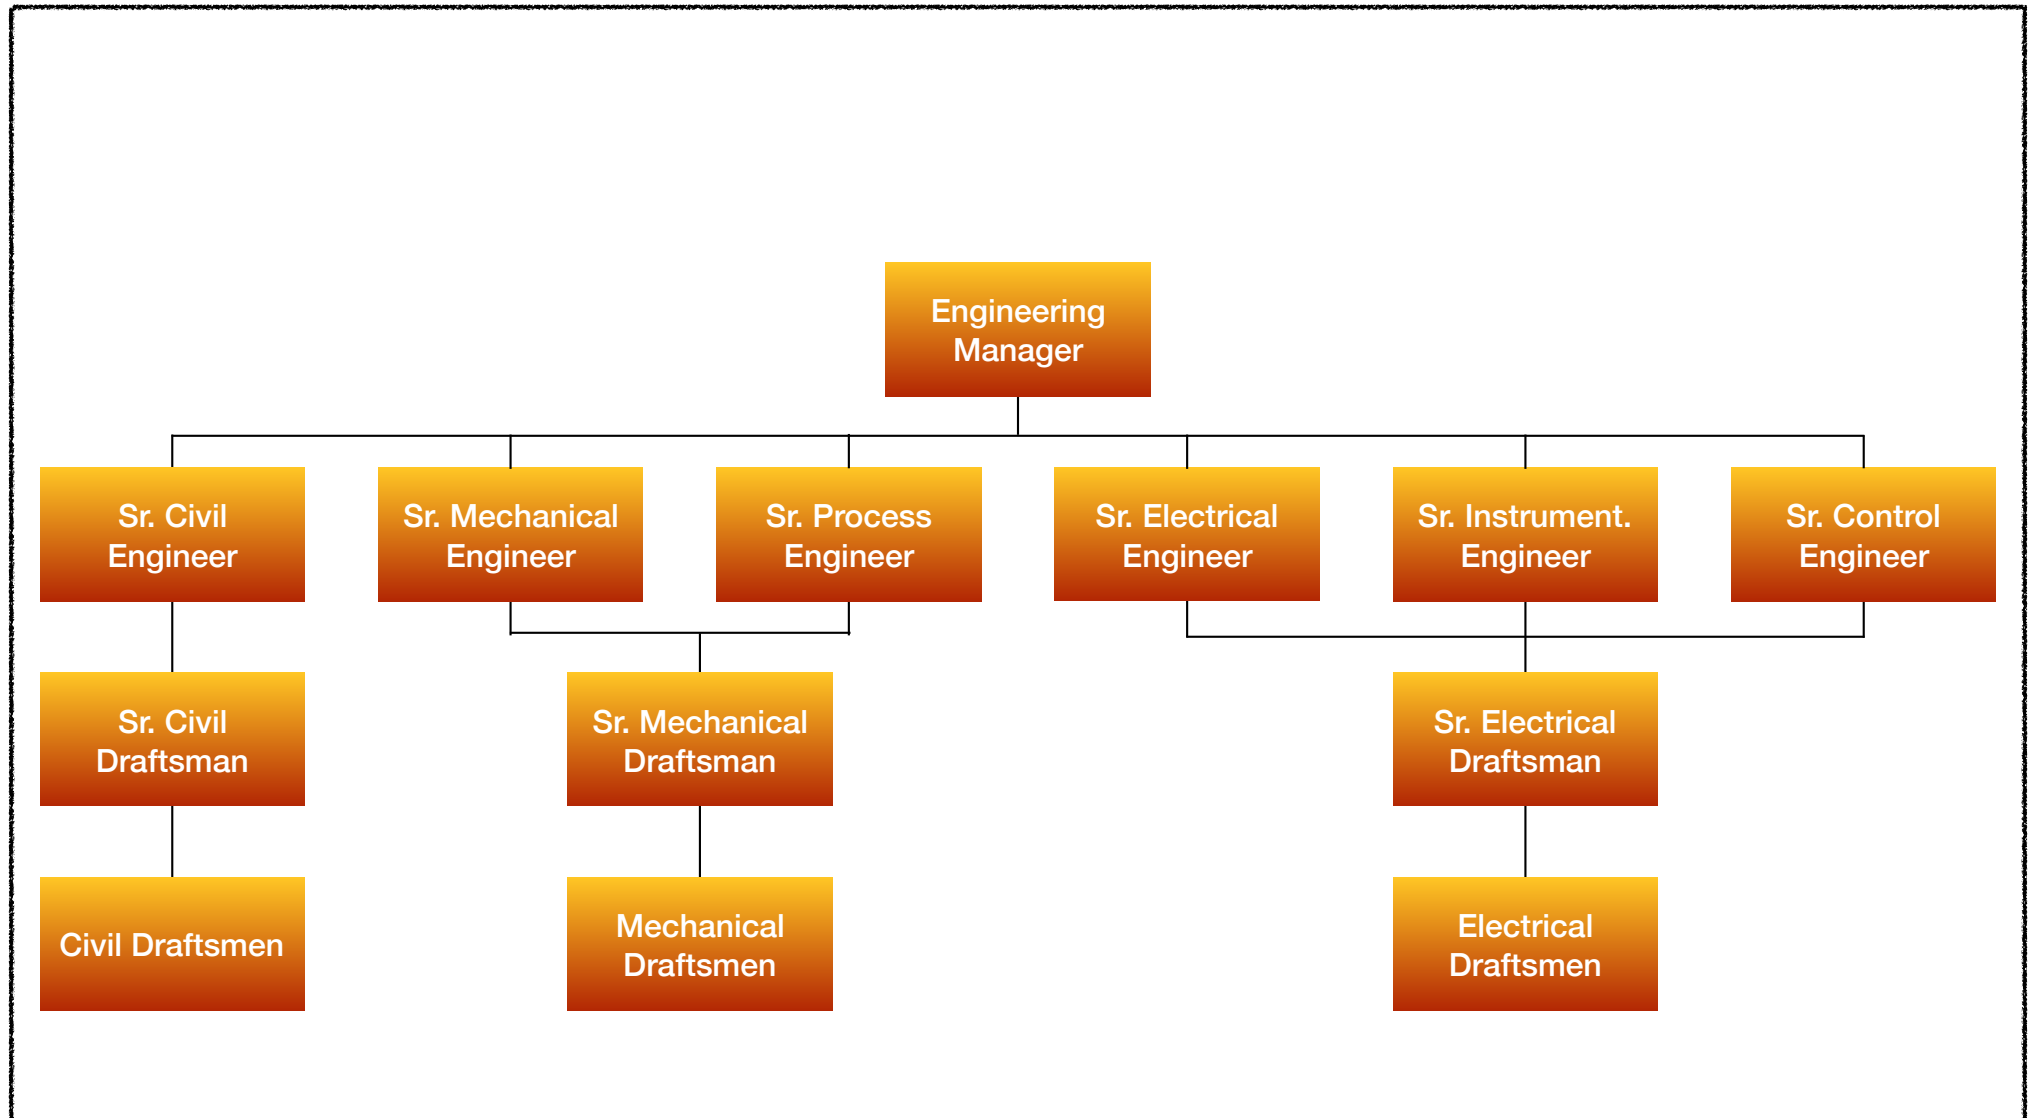 Engineering
Manager
Sr. Civil
Engineer
Sr. Mechanical
Engineer
Sr. Process
Engineer
Sr. Electrical
Engineer
Sr. Instrument.
Engineer
Sr. Control
Engineer
Sr. Civil
Draftsman
Sr. Mechanical
Draftsman
Sr. Electrical
Draftsman
Civil Draftsmen
Mechanical
Draftsmen
Electrical
Draftsmen